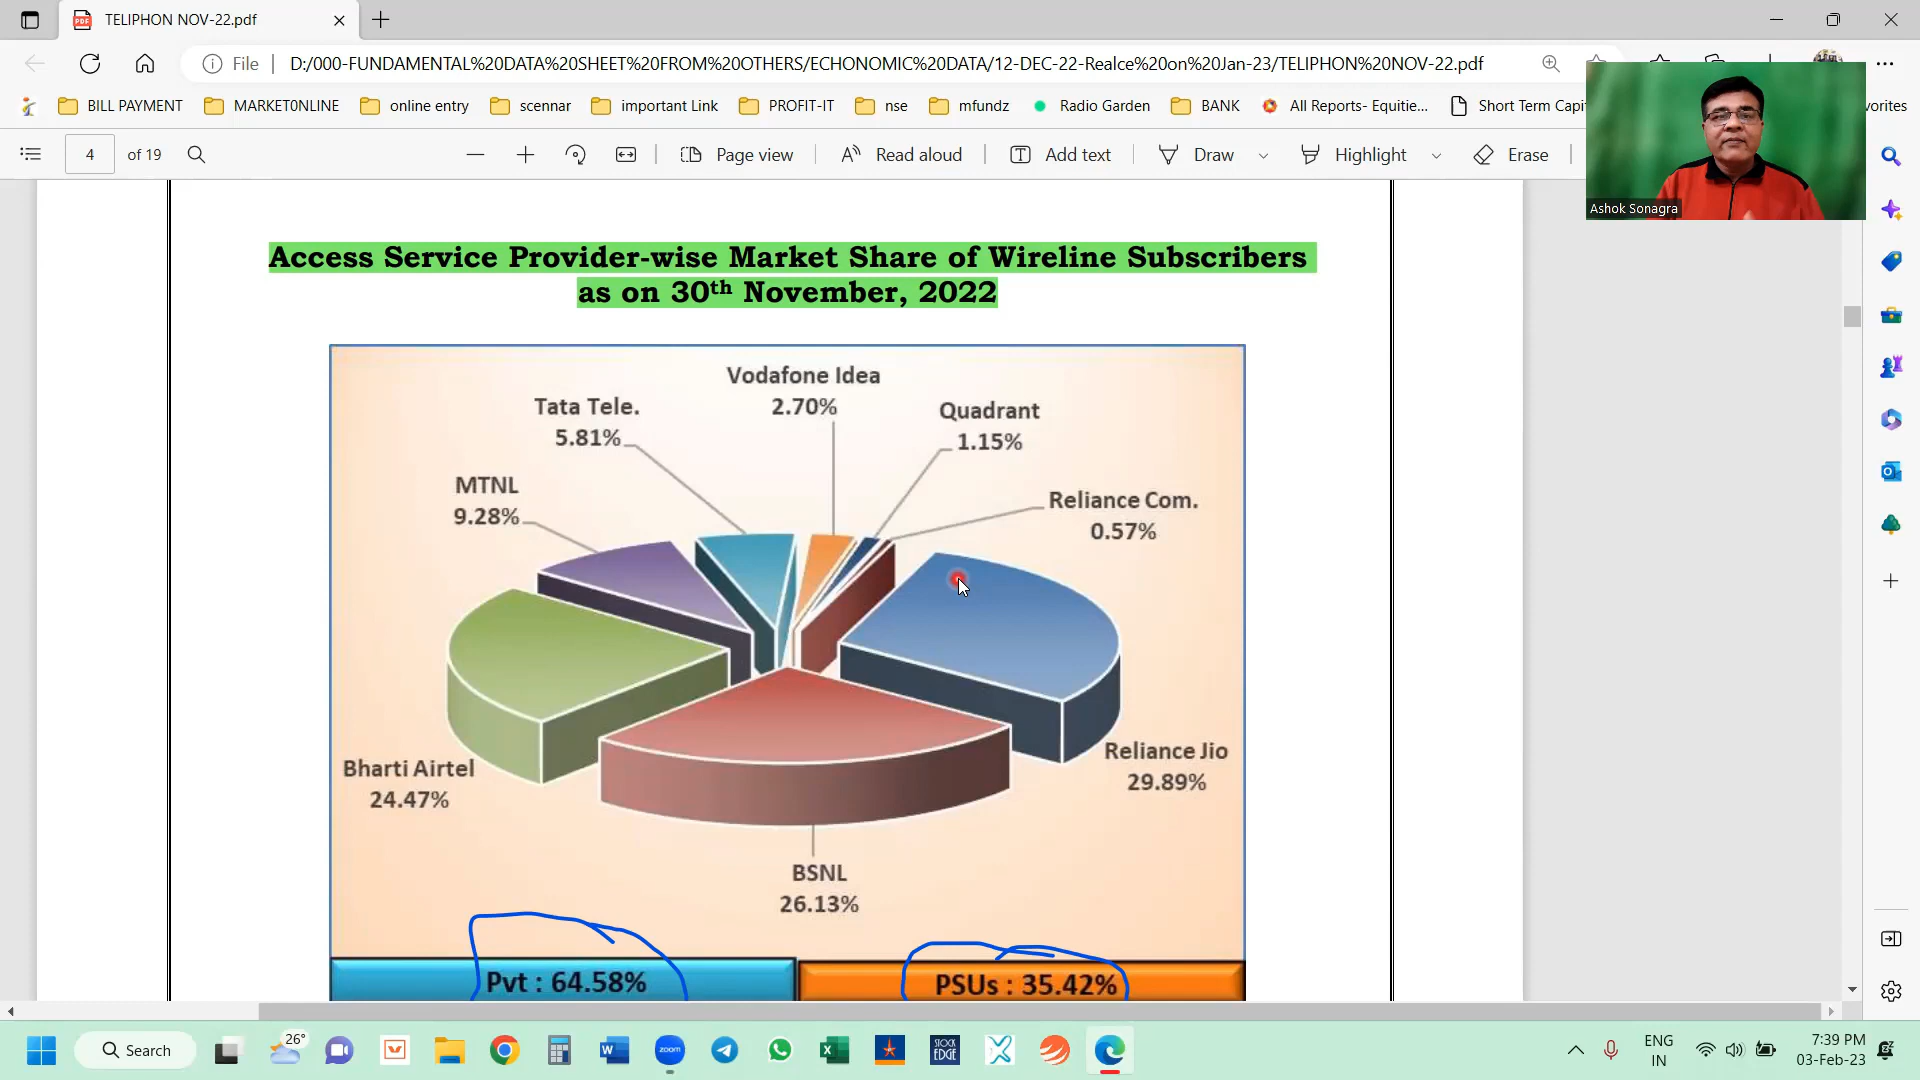 TELIPHON NOV-22.pdf
File
D:/000-FUNDAMENTAL%20DATA%20SHEET%20FROM%20OTHERS/ECHONOMIC%20DATA/12-DEC-22-Realce%20on%20Jan-23/TELIPHON%20NOV-22.pdf
BILL PAYMENT
MARKET0NLINE
online entry
scennar
important Link
PROFIT-IT
nse
mfundz
Radio Garden
BANK
All Reports- Equitie...
Short Term Capi
vorites
4 of 19
Page view
Read aloud
Add text
Draw
Highlight
Erase
Ashok Sonagra
Access Service Provider-wise Market Share of Wireline Subscribers
as on 30th November, 2022
Vodafone Idea
2.70%
Tata Tele.
5.81%
Quadrant
1.15%
MTNL
9.28%
Reliance Com.
0.57%
Reliance Jio
29.89%
Bharti Airtel
24.47%
BSNL
26.13%
Pvt : 64.58%
PSUs : 35.42%
Search
26°
zoom
STOCK
EDGE
ENG
IN
7:39 PM
03-Feb-23